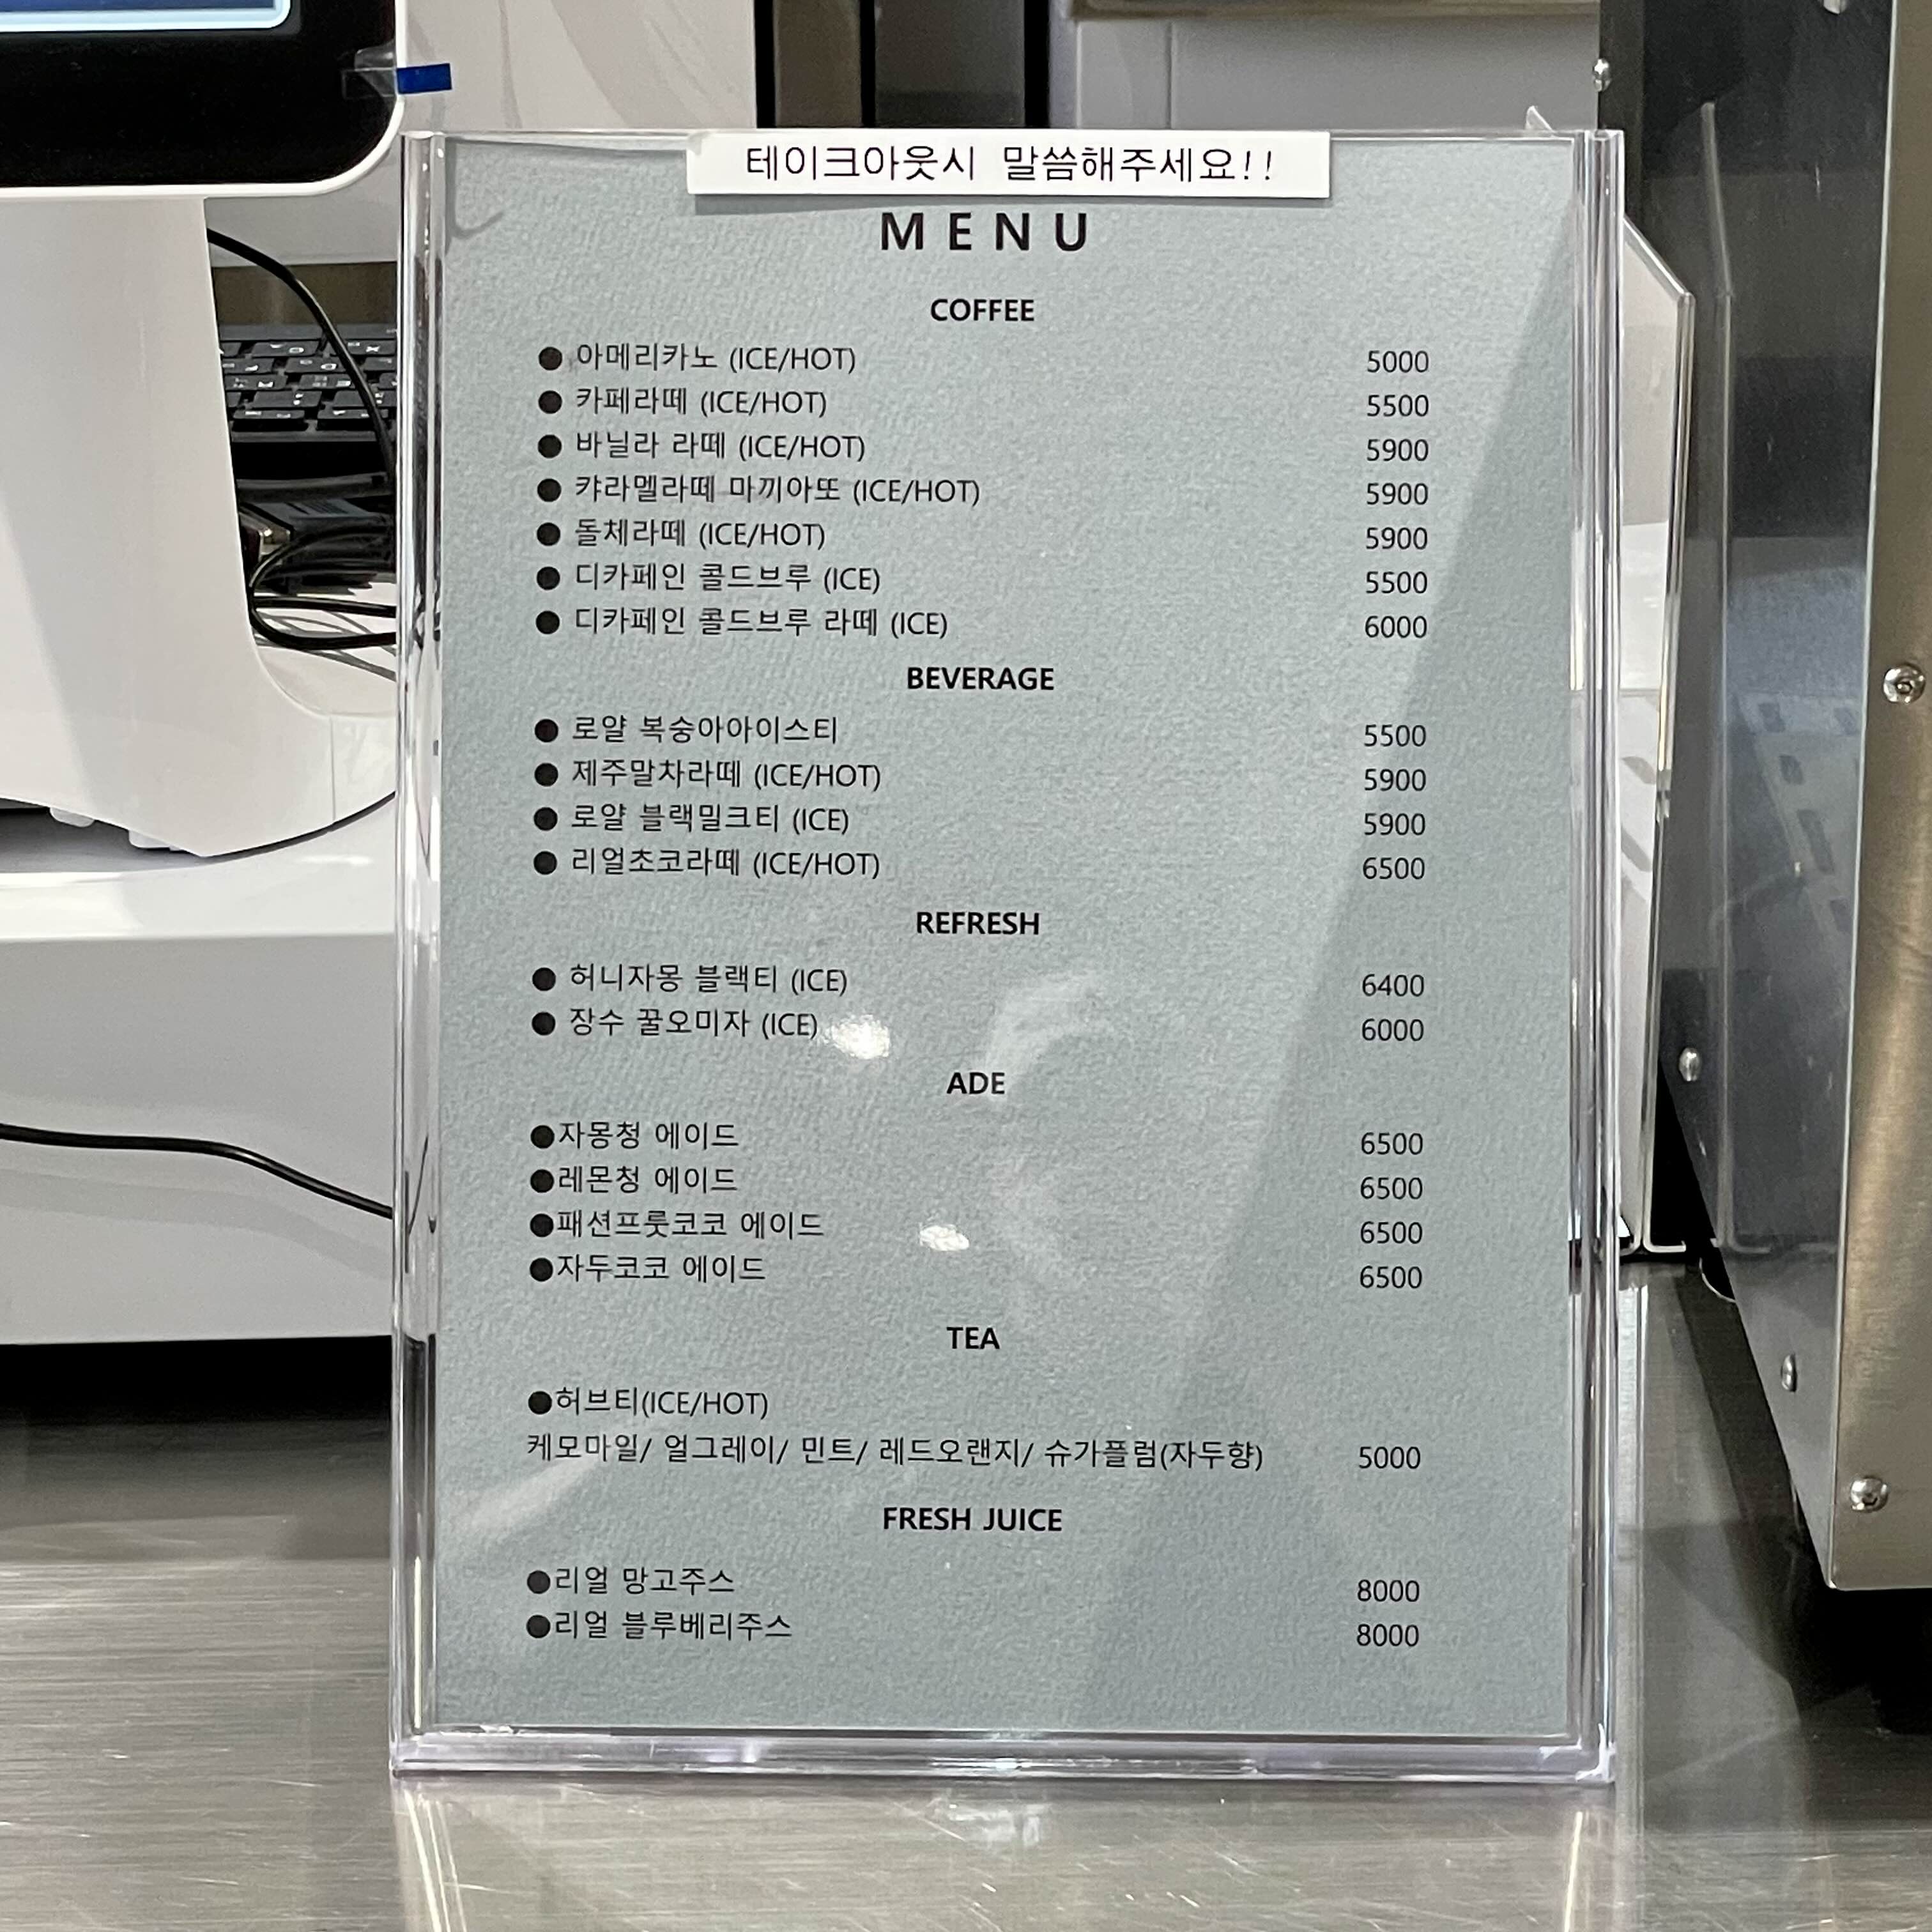 테이크아웃시 말씀해주세요!!
MENU
COFFEE
● 아메리카노 (ICE/HOT) 5000
● 카페라떼 (ICE/HOT) 5500
● 바닐라 라떼 (ICE/HOT) 5900
● 캬라멜라떼 마끼아또 (ICE/HOT) 5900
● 돌체라떼 (ICE/HOT) 5900
● 디카페인 콜드브루 (ICE) 5500
● 디카페인 콜드브루 라떼 (ICE) 6000
BEVERAGE
● 로얄 복숭아아이스티 5500
● 제주말차라떼 (ICE/HOT) 5900
● 로얄 블랙밀크티 (ICE) 5900
● 리얼초코라떼 (ICE/HOT) 6500
REFRESH
● 허니자몽 블랙티 (ICE) 6400
● 장수 꿀오미자 (ICE) 6000
ADE
●자몽청 에이드 6500
●레몬청 에이드 6500
●패션프룻코코 에이드 6500
●자두코코 에이드 6500
TEA
●허브티(ICE/HOT)
케모마일/ 얼그레이/ 민트/ 레드오랜지/ 슈가플럼(자두향) 5000
FRESH JUICE
●리얼 망고주스 8000
●리얼 블루베리주스 8000